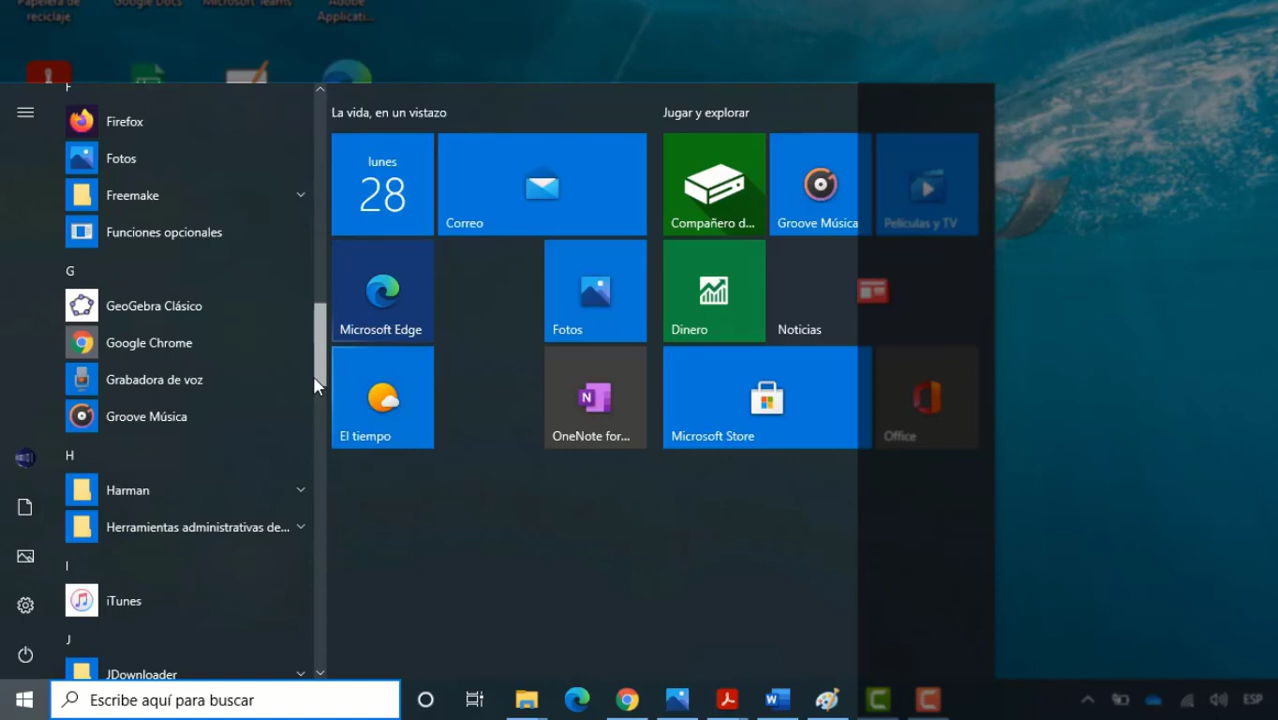 Papelera de
reciclaje
Google Docs
Microsoft Teams
Adobe
Applicati...
F
Firefox
Fotos
Freemake
Funciones opcionales
G
GeoGebra Clásico
Google Chrome
Grabadora de voz
Groove Música
H
Harman
Herramientas administrativas de...
I
iTunes
J
JDownloader
La vida, en un vistazo
lunes
28
Correo
Microsoft Edge
Fotos
El tiempo
N
OneNote for...
Jugar y explorar
Compañero d...
Groove Música
Películas y TV
Dinero
Noticias
Microsoft Store
Office
Escribe aquí para buscar
W
ESP